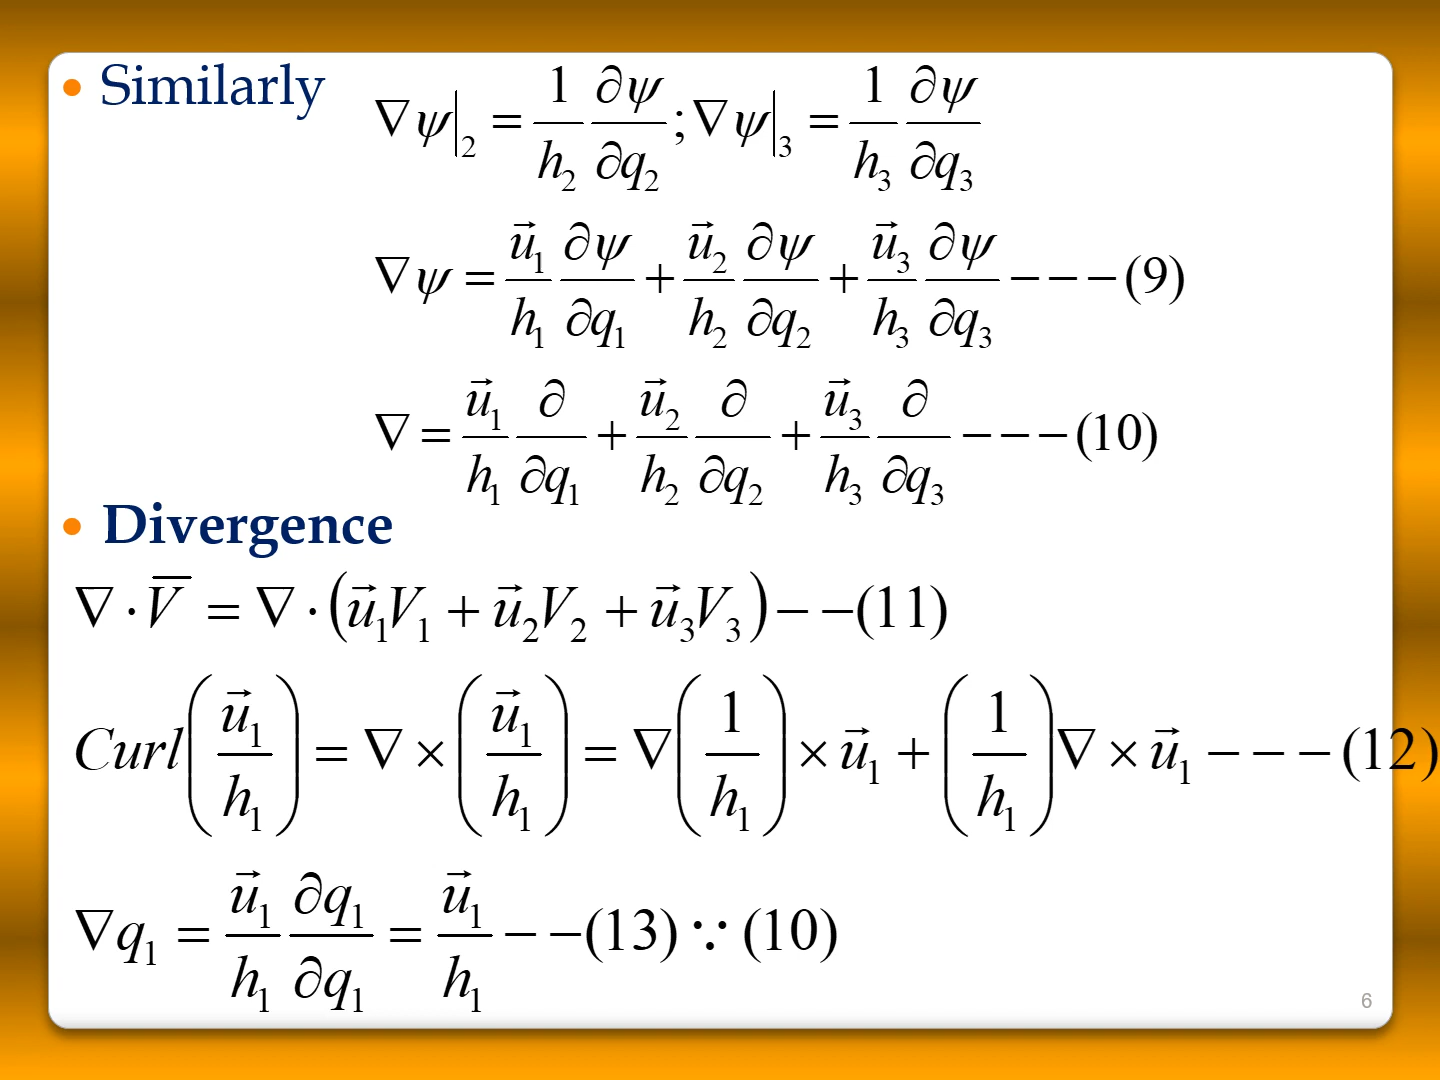 • Similarly
∇ψ|₂ = 1/h₂ ∂ψ/∂q₂ ; ∇ψ|₃ = 1/h₃ ∂ψ/∂q₃
∇ψ = u⃗₁/h₁ ∂ψ/∂q₁ + u⃗₂/h₂ ∂ψ/∂q₂ + u⃗₃/h₃ ∂ψ/∂q₃ − − − (9)
∇ = u⃗₁/h₁ ∂/∂q₁ + u⃗₂/h₂ ∂/∂q₂ + u⃗₃/h₃ ∂/∂q₃ − − − (10)
• Divergence
∇ · V̅ = ∇ · (u⃗₁V₁ + u⃗₂V₂ + u⃗₃V₃) − − (11)
Curl(u⃗₁/h₁) = ∇ × (u⃗₁/h₁) = ∇(1/h₁) × u⃗₁ + (1/h₁)∇ × u⃗₁ − − − (12)
∇q₁ = u⃗₁/h₁ ∂q₁/∂q₁ = u⃗₁/h₁ − − (13) ∵ (10)
6